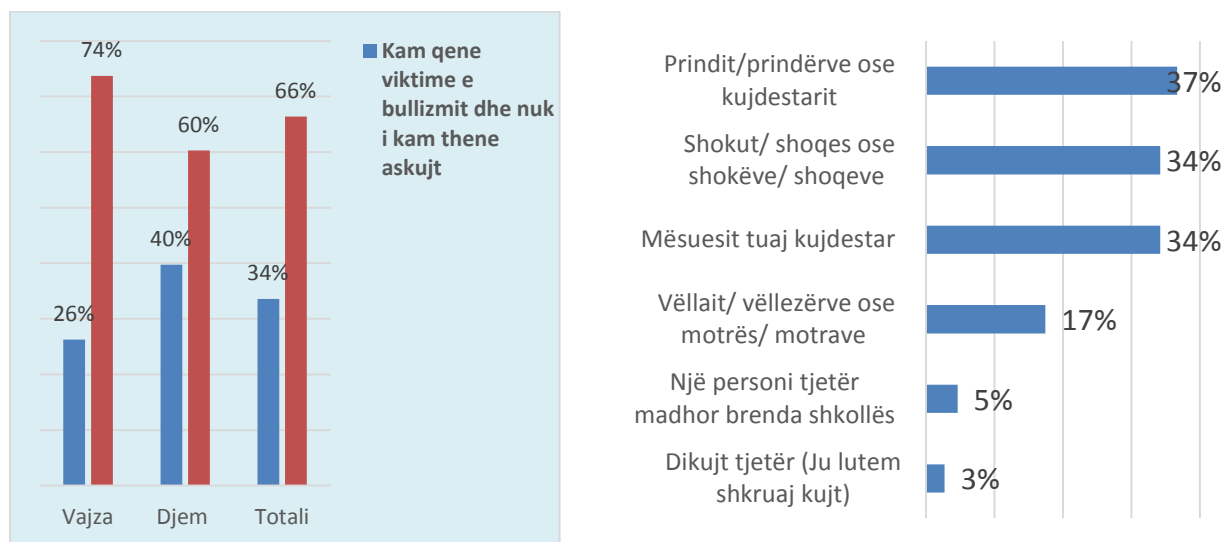 74%
60%
66%
26%
40%
34%
Vajza
Djem
Totali
Kam qene
viktime e
bullizmit dhe nuk
i kam thene
askujt
Prindit/prindërve ose
kujdestarit
37%
Shokut/ shoqes ose
shokëve/ shoqeve
34%
Mësuesit tuaj kujdestar
34%
Vëllait/ vëllezërve ose
motrës/ motrave
17%
Një personi tjetër
madhor brenda shkollës
5%
Dikujt tjetër (Ju lutem
shkruaj kujt)
3%